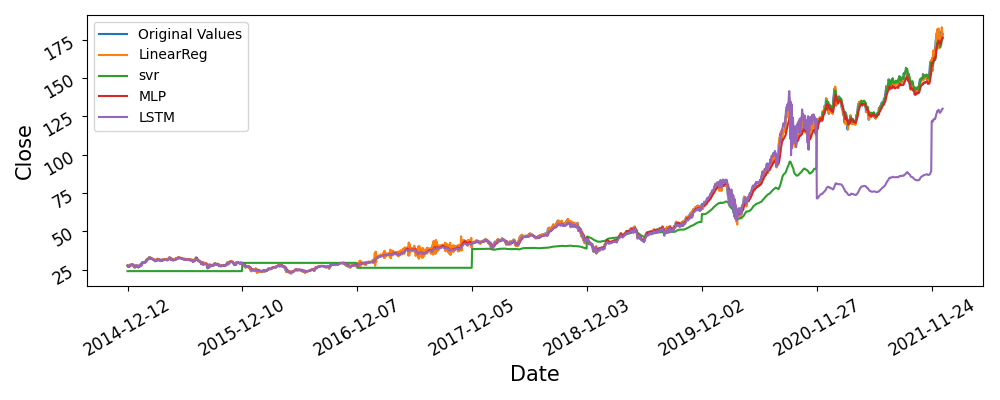 Original Values
LinearReg
svr
MLP
LSTM
Close
175
150
125
100
75
50
25
2014-12-12
2015-12-10
2016-12-07
2017-12-05
2018-12-03
2019-12-02
2020-11-27
2021-11-24
Date